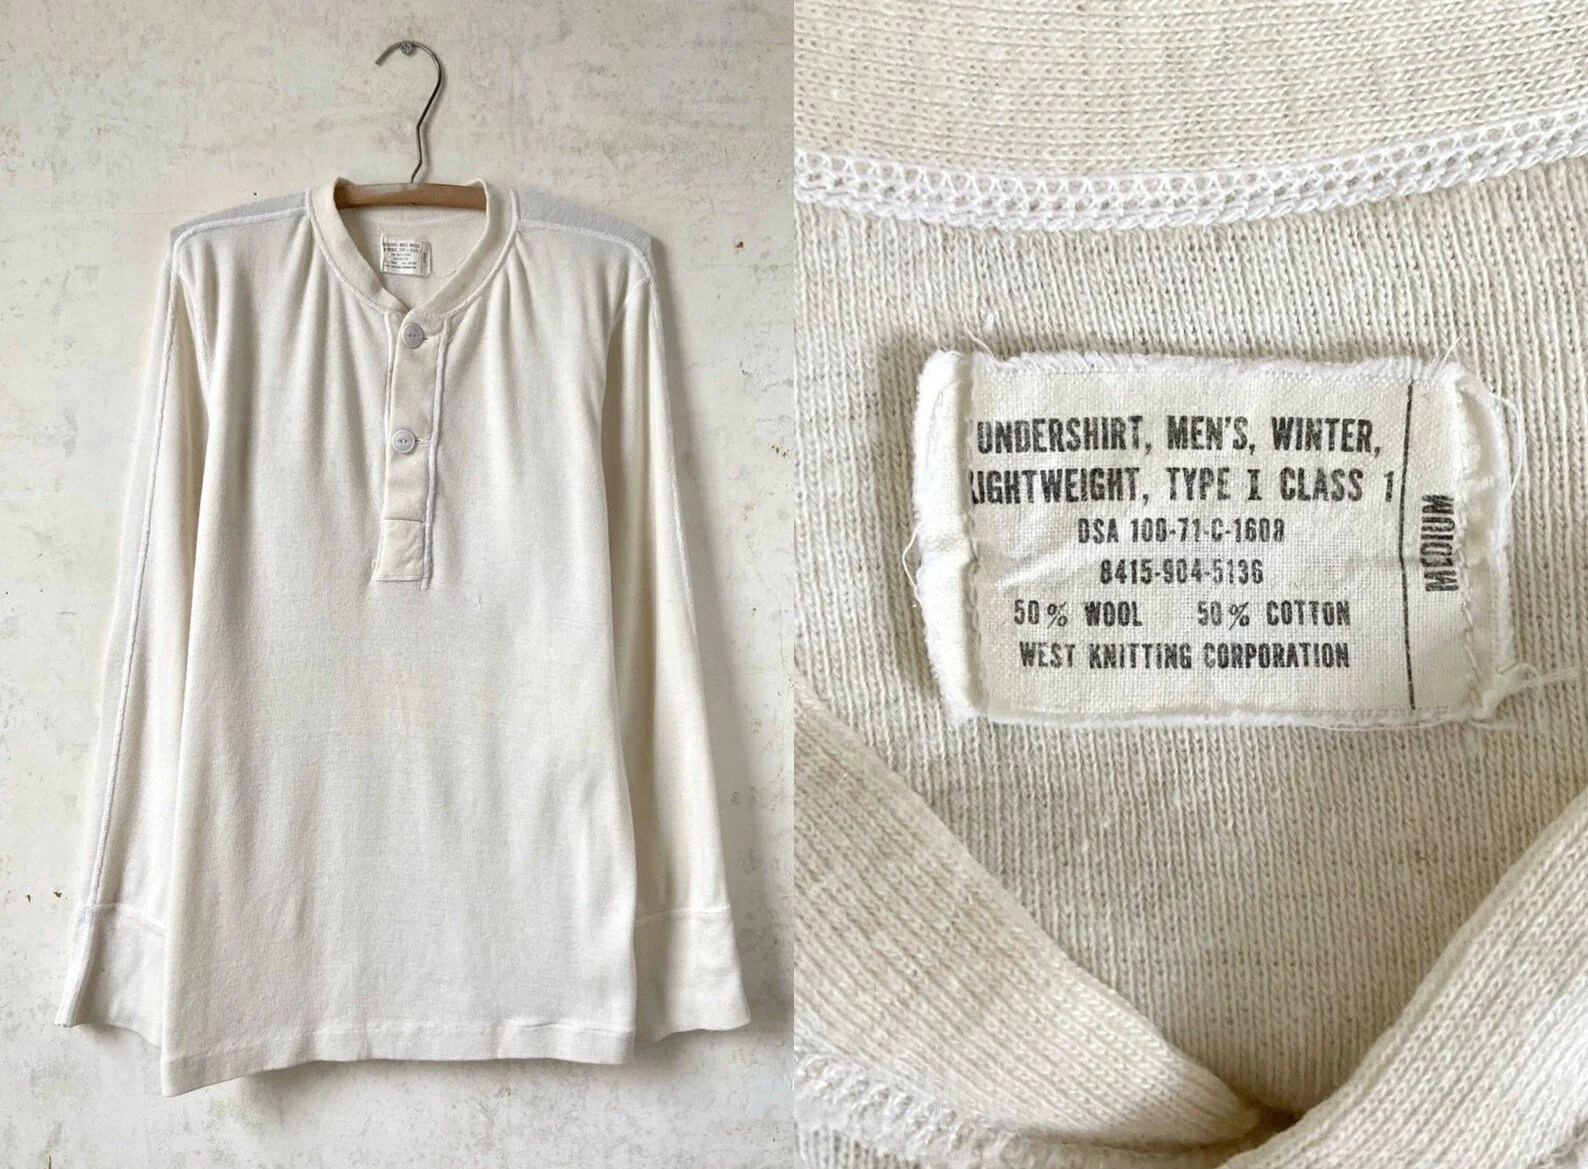 UNDERSHIRT, MEN'S, WINTER,
LIGHTWEIGHT, TYPE I CLASS 1
DSA 100-71-C-1608
8415-904-5136
50% WOOL 50% COTTON
WEST KNITTING CORPORATION
MEDIUM